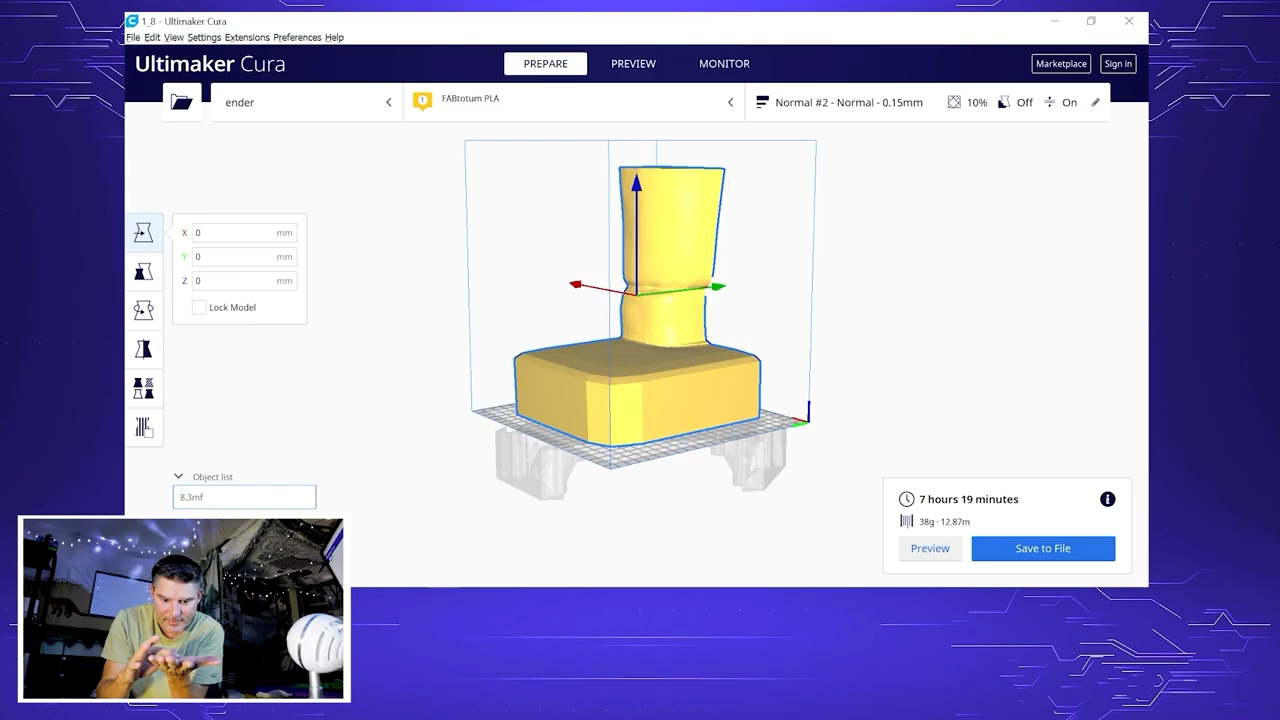 1_8 - Ultimaker Cura
File Edit View Settings Extensions Preferences Help
Ultimaker Cura
PREPARE
PREVIEW
MONITOR
Marketplace
Sign in
ender
1
FABtotum PLA
Normal #2 - Normal - 0.15mm
10%
Off
On
X 0 mm
Y 0 mm
Z 0 mm
Lock Model
Object list
8.3mf
7 hours 19 minutes
38g · 12.87m
Preview
Save to File